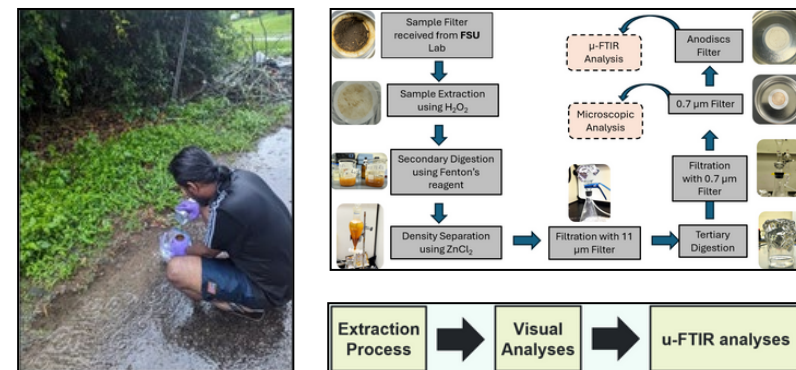 Sample Filter
received from FSU
Lab
Sample Extraction
using H₂O₂
Secondary Digestion
using Fenton's
reagent
Density Separation
using ZnCl₂
Filtration with 11
µm Filter
Tertiary
Digestion
Filtration
with 0.7 µm
Filter
0.7 µm Filter
Microscopic
Analysis
Anodiscs
Filter
µ-FTIR
Analysis
Extraction
Process
Visual
Analyses
u-FTIR analyses